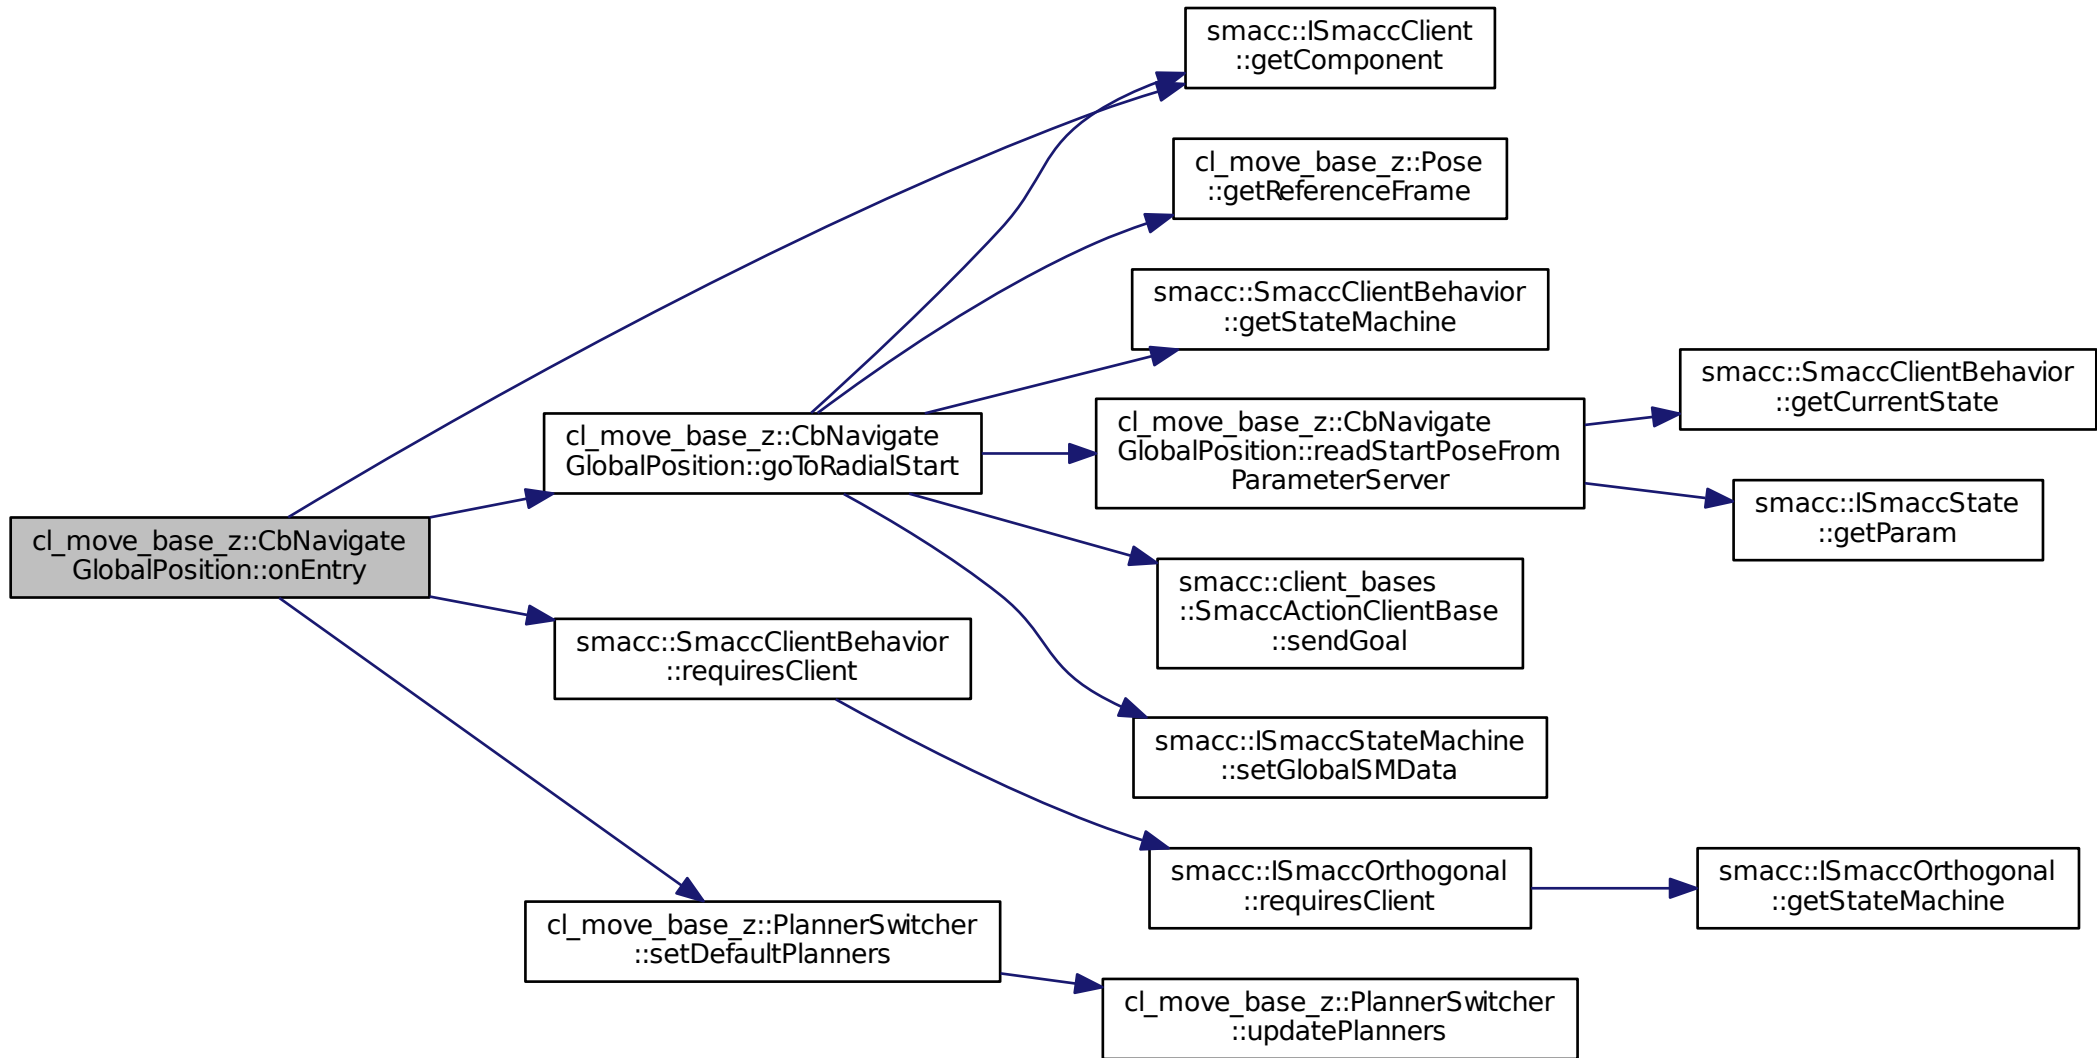 smacc::ISmaccClient
::getComponent
cl_move_base_z::Pose
::getReferenceFrame
smacc::SmaccClientBehavior
::getStateMachine
smacc::SmaccClientBehavior
::getCurrentState
cl_move_base_z::CbNavigate
GlobalPosition::goToRadialStart
cl_move_base_z::CbNavigate
GlobalPosition::readStartPoseFrom
ParameterServer
smacc::ISmaccState
::getParam
cl_move_base_z::CbNavigate
GlobalPosition::onEntry
smacc::client_bases
::SmaccActionClientBase
::sendGoal
smacc::SmaccClientBehavior
::requiresClient
smacc::ISmaccStateMachine
::setGlobalSMData
smacc::ISmaccOrthogonal
::requiresClient
smacc::ISmaccOrthogonal
::getStateMachine
cl_move_base_z::PlannerSwitcher
::setDefaultPlanners
cl_move_base_z::PlannerSwitcher
::updatePlanners